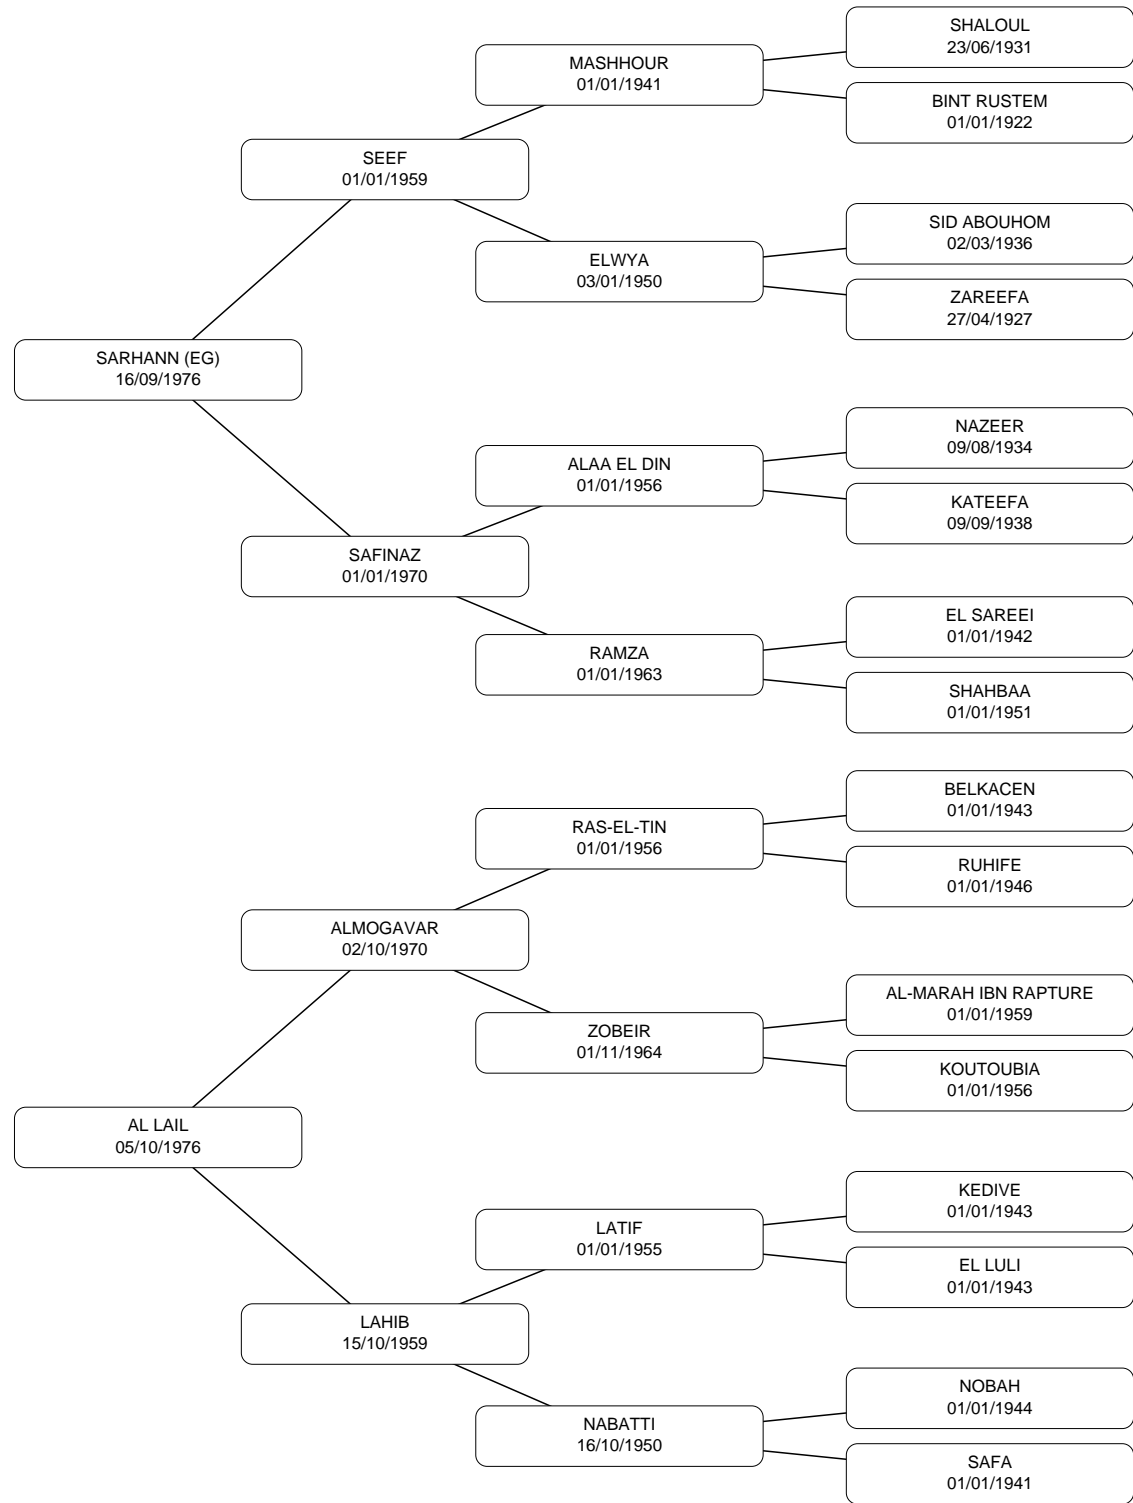 SHALOUL
23/06/1931
MASHHOUR
01/01/1941
BINT RUSTEM
01/01/1922
SEEF
01/01/1959
SID ABOUHOM
02/03/1936
ELWYA
03/01/1950
ZAREEFA
27/04/1927
SARHANN (EG)
16/09/1976
NAZEER
09/08/1934
ALAA EL DIN
01/01/1956
KATEEFA
09/09/1938
SAFINAZ
01/01/1970
EL SAREEI
01/01/1942
RAMZA
01/01/1963
SHAHBAA
01/01/1951
BELKACEN
01/01/1943
RAS-EL-TIN
01/01/1956
RUHIFE
01/01/1946
ALMOGAVAR
02/10/1970
AL-MARAH IBN RAPTURE
01/01/1959
ZOBEIR
01/11/1964
KOUTOUBIA
01/01/1956
AL LAIL
05/10/1976
KEDIVE
01/01/1943
LATIF
01/01/1955
EL LULI
01/01/1943
LAHIB
15/10/1959
NOBAH
01/01/1944
NABATTI
16/10/1950
SAFA
01/01/1941